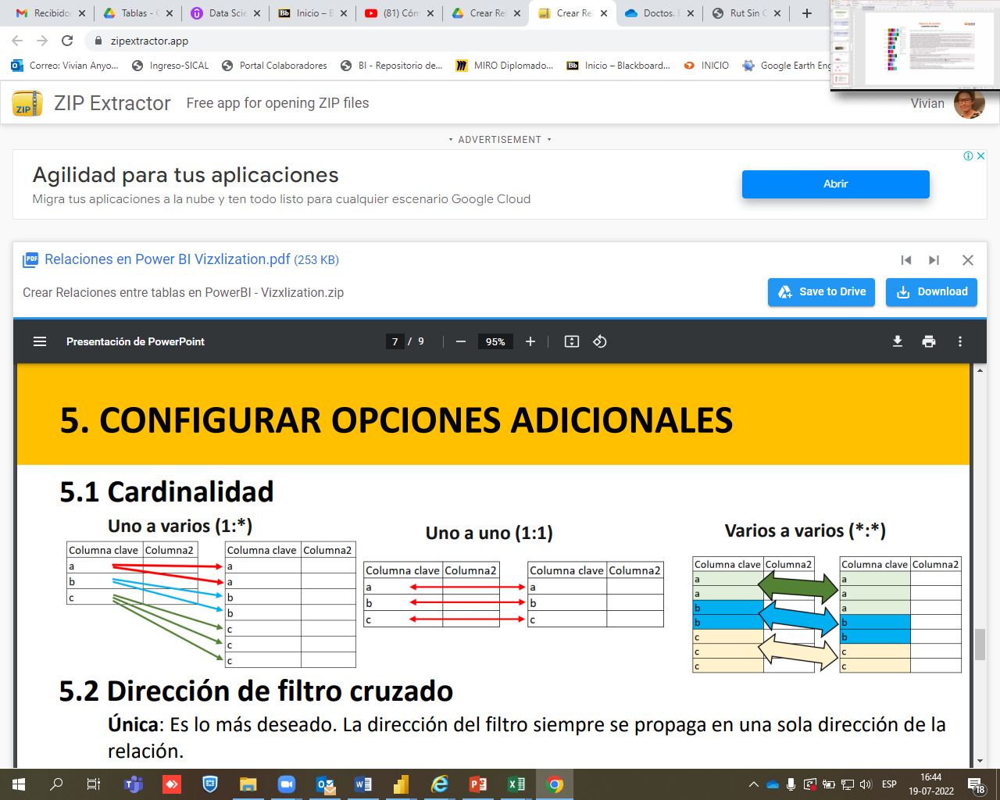 Recibidos
Tablas - C
Data Scie
Bb Inicio – B
(81) Cóm
Crear Rel
Crear Rel
Doctos. E
Rut Sin C
zipextractor.app
Correo: Vivian Anyo...
Ingreso-SICAL
Portal Colaboradores
BI - Repositorio de...
MIRO Diplomado...
Bb Inicio – Blackboard...
INICIO
Google Earth Eng
ZIP
ZIP Extractor
Free app for opening ZIP files
Vivian
ADVERTISEMENT
Agilidad para tus aplicaciones
Migra tus aplicaciones a la nube y ten todo listo para cualquier escenario Google Cloud
Abrir
PDF Relaciones en Power BI Vizxlization.pdf (253 KB)
Crear Relaciones entre tablas en PowerBI - Vizxlization.zip
Save to Drive
Download
Presentación de PowerPoint
7 / 9
95%
5. CONFIGURAR OPCIONES ADICIONALES
5.1 Cardinalidad
Uno a varios (1:*)
Columna clave Columna2
a
b
c
Columna clave Columna2
a
a
b
b
c
c
c
Uno a uno (1:1)
Columna clave Columna2
a
b
c
Columna clave Columna2
a
b
c
Varios a varios (*:*)
Columna clave Columna2
a
a
b
b
c
c
c
Columna clave Columna2
a
a
a
b
b
c
c
5.2 Dirección de filtro cruzado
Única: Es lo más deseado. La dirección del filtro siempre se propaga en una sola dirección de la
relación.
ESP
16:44
19-07-2022
18